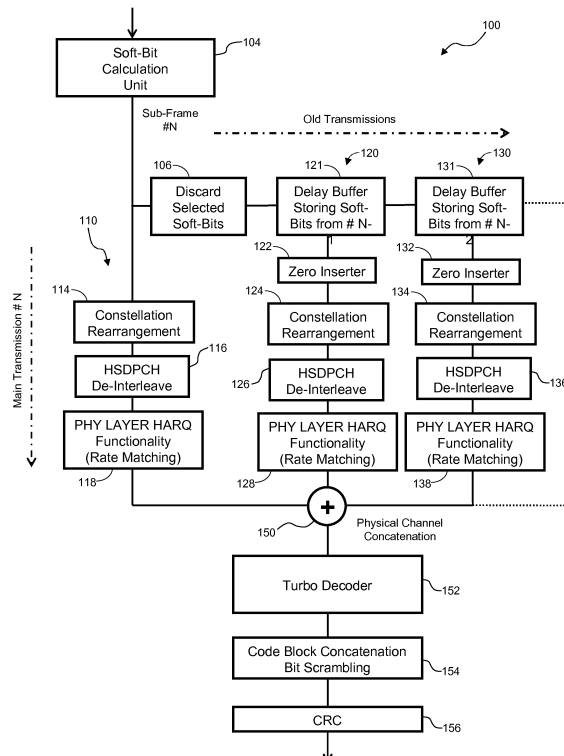 100
Soft-Bit
Calculation
Unit
104
Sub-Frame
#N
Old Transmissions
106
121
120
131
130
Discard
Selected
Soft-Bits
Delay Buffer
Storing Soft-
Bits from # N-
1
Delay Buffer
Storing Soft-
Bits from # N-
2
110
122
Zero Inserter
132
Zero Inserter
Main Transmission # N
114
Constellation
Rearrangement
124
Constellation
Rearrangement
134
Constellation
Rearrangement
116
HSDPCH
De-Interleave
126
HSDPCH
De-Interleave
136
HSDPCH
De-Interleave
PHY LAYER HARQ
Functionality
(Rate Matching)
118
PHY LAYER HARQ
Functionality
(Rate Matching)
128
PHY LAYER HARQ
Functionality
(Rate Matching)
138
+
150
Physical Channel
Concatenation
Turbo Decoder
152
Code Block Concatenation
Bit Scrambling
154
CRC
156